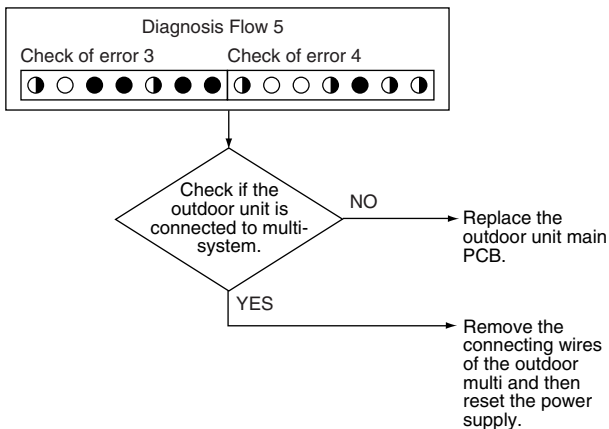 Diagnosis Flow 5
Check of error 3
Check of error 4
Check if the
outdoor unit is
connected to multi-
system.
NO
Replace the
outdoor unit main
PCB.
YES
Remove the
connecting wires
of the outdoor
multi and then
reset the power
supply.